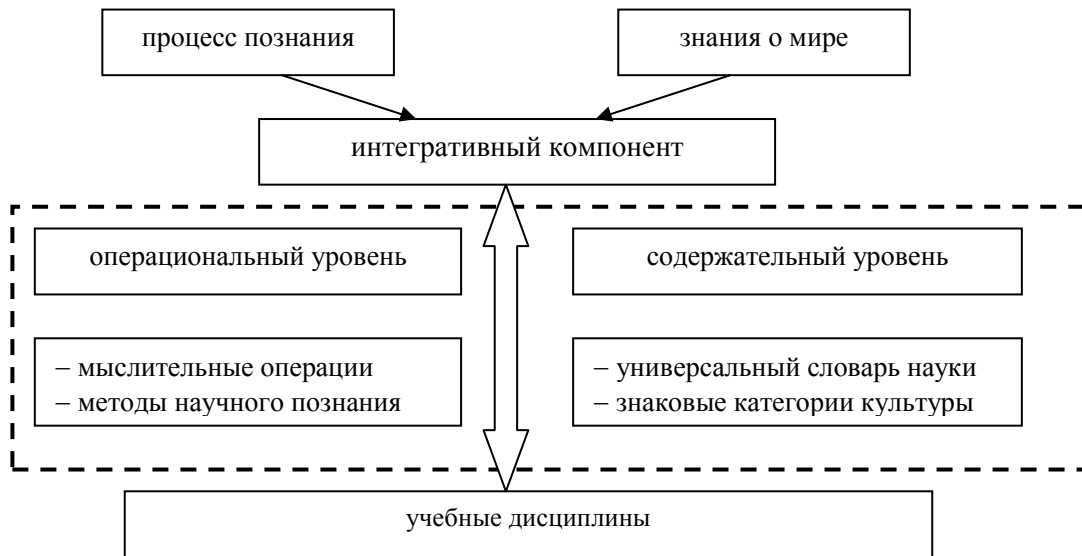 процесс познания
знания о мире
интегративный компонент
операциональный уровень
содержательный уровень
– мыслительные операции
– методы научного познания
– универсальный словарь науки
– знаковые категории культуры
учебные дисциплины